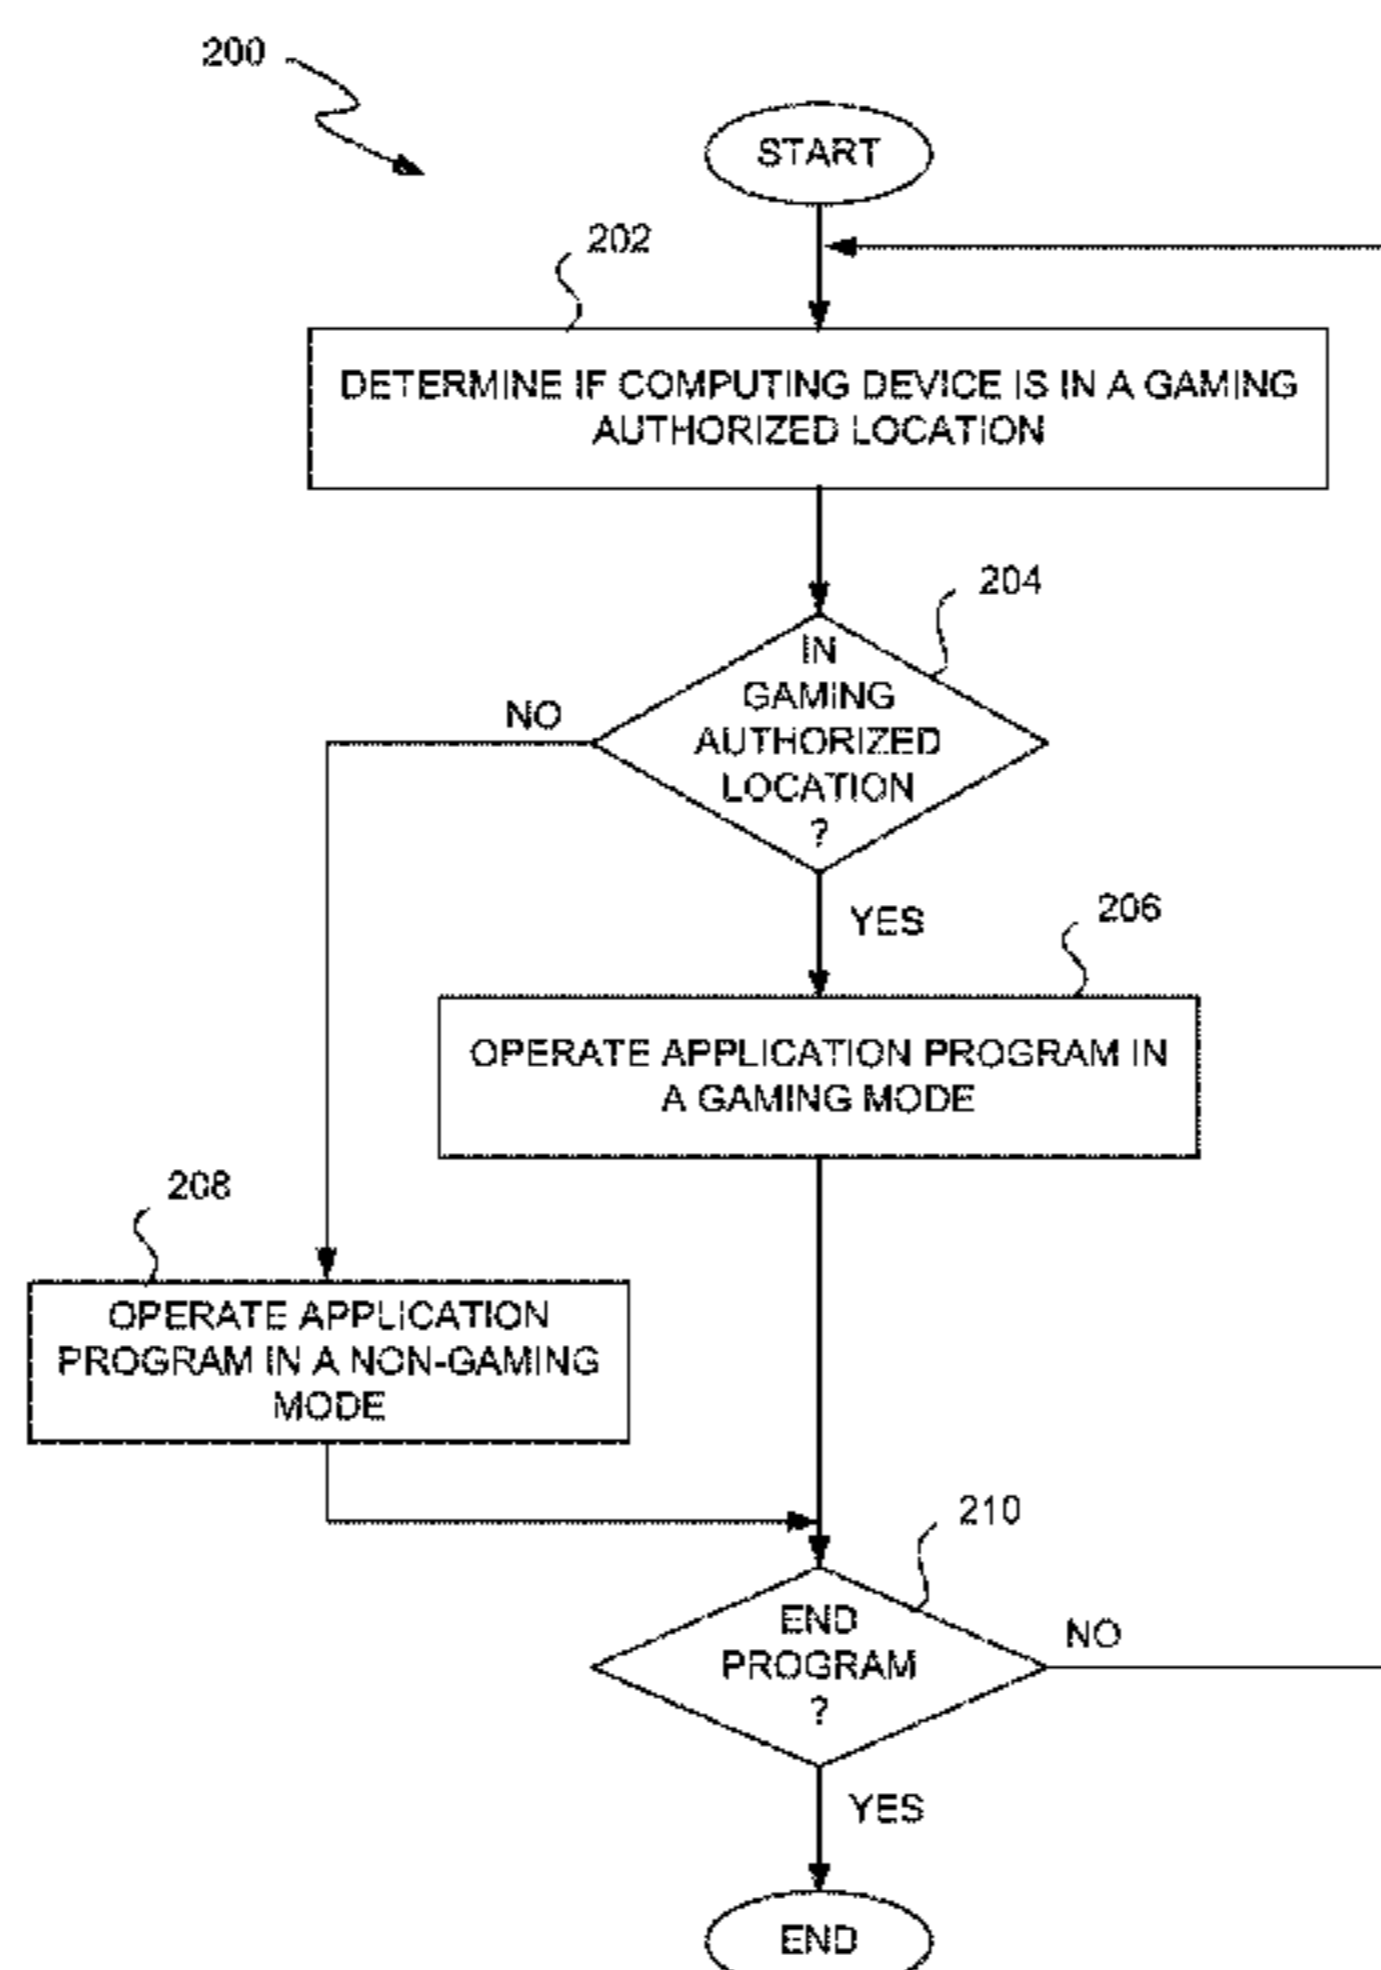 200
START
202
DETERMINE IF COMPUTING DEVICE IS IN A GAMING
AUTHORIZED LOCATION
204
IN
GAMING
AUTHORIZED
LOCATION
?
NO
YES
206
OPERATE APPLICATION PROGRAM IN
A GAMING MODE
208
OPERATE APPLICATION
PROGRAM IN A NON-GAMING
MODE
210
END
PROGRAM
?
NO
YES
END